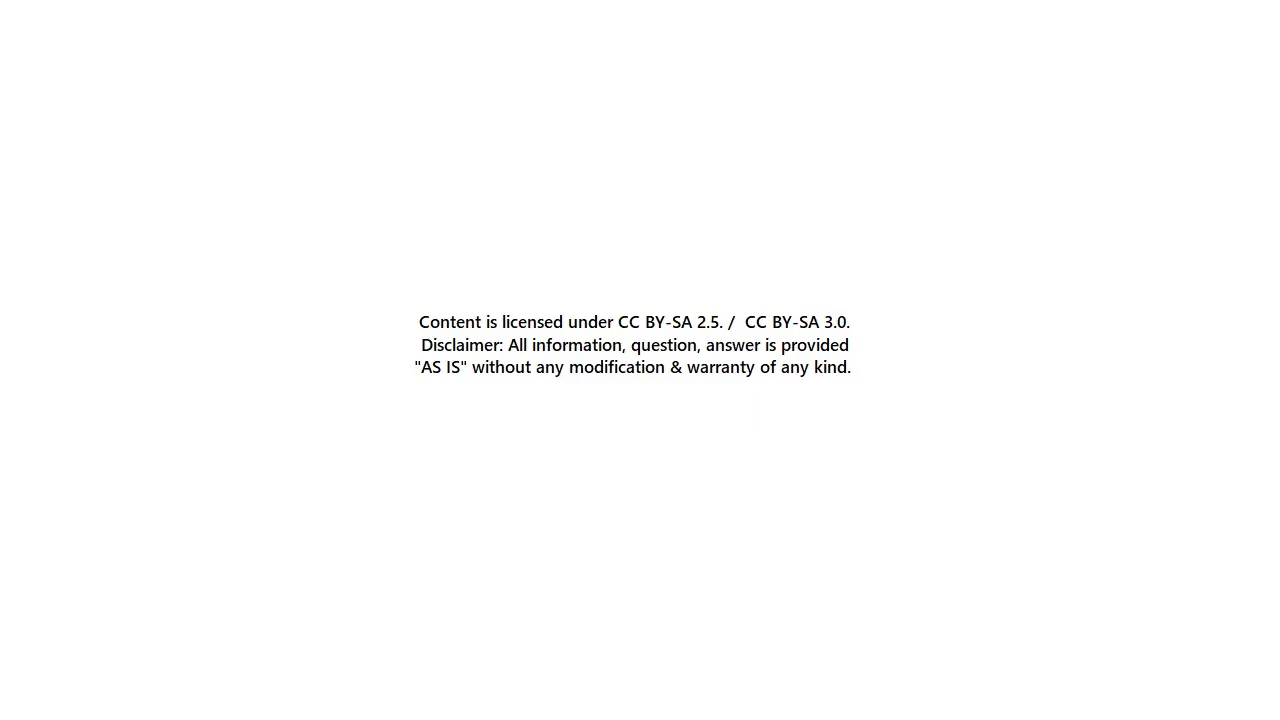 Content is licensed under CC BY-SA 2.5. /  CC BY-SA 3.0.
Disclaimer: All information, question, answer is provided
"AS IS" without any modification & warranty of any kind.